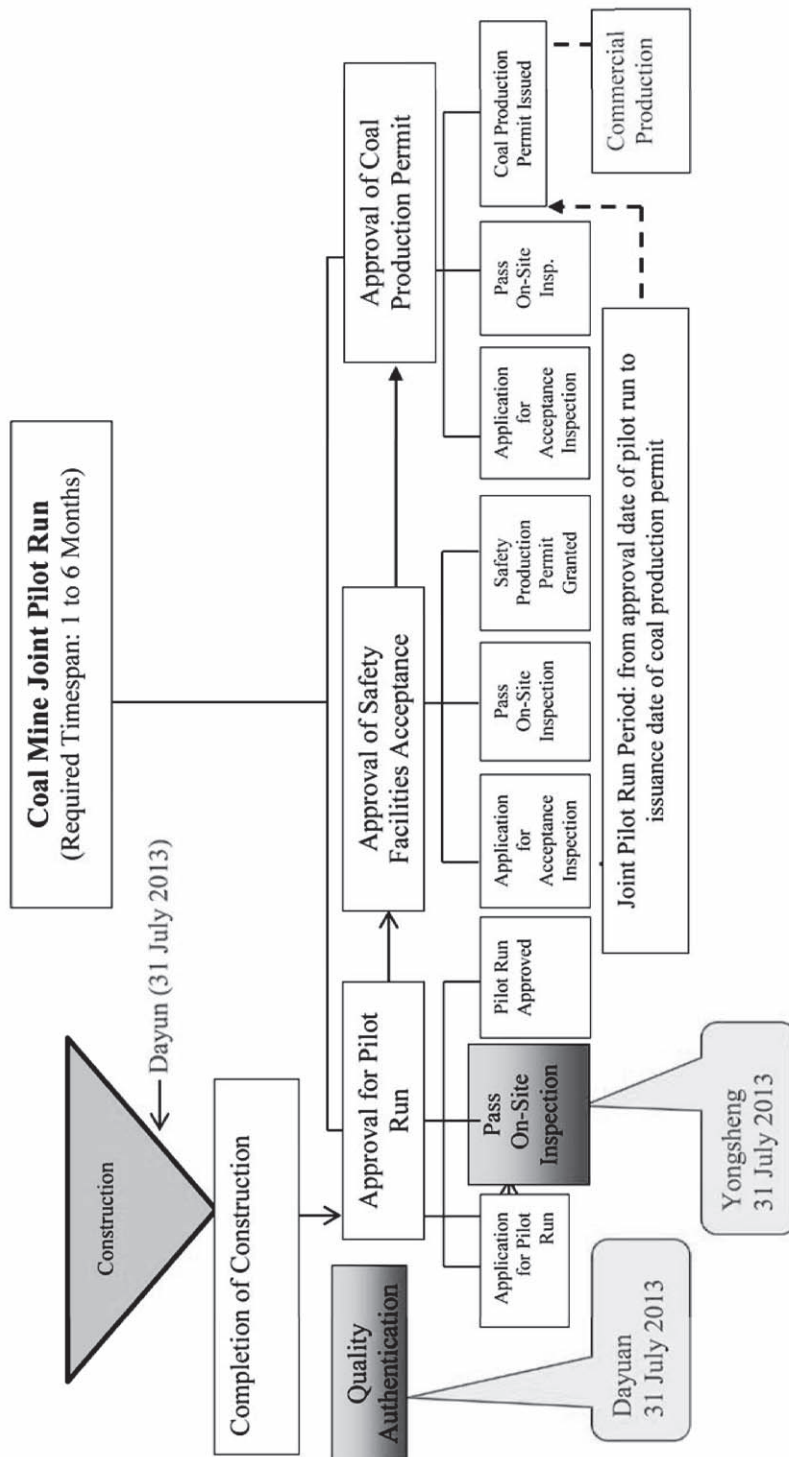 Coal Mine Joint Pilot Run
(Required Timespan: 1 to 6 Months)
Construction
Dayun (31 July 2013)
Completion of Construction
Quality
Authentication
Approval for Pilot
Run
Approval of Safety
Facilities Acceptance
Approval of Coal
Production Permit
Application
for Pilot
Run
Pass
On-Site
Inspection
Pilot Run
Approved
Application
for
Acceptance
Inspection
Pass
On-Site
Inspection
Safety
Production
Permit
Granted
Application
for
Acceptance
Inspection
Pass
On-Site
Insp.
Coal Production
Permit Issued
Dayuan
31 July 2013
Yongsheng
31 July 2013
Joint Pilot Run Period: from approval date of pilot run to
issuance date of coal production permit
Commercial
Production